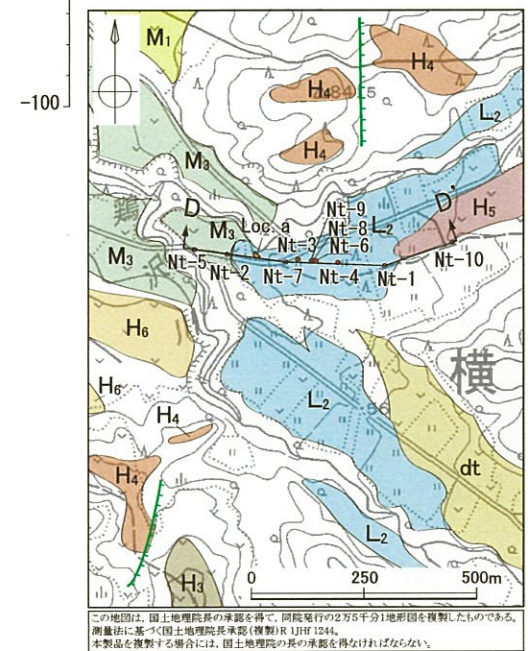 -100
M1
H4
H4
8415
L2
H4
M3
鶏
沢
M3
D
M3
Loc. a
Nt-9
Nt-8
Nt-6
L2
D'
H5
Nt-3
Nt-5
Nt-2
Nt-7
Nt-4
Nt-1
Nt-10
M3
H6
横
H6
L2
56
H4
H4
dt
L2
H3
0 250 500m
この地図は、国土地理院長の承認を得て、同院発行の2万5千分1地形図を複製したものである。
測量法に基づく国土地理院長承認(複製)R 1JHf 1244。
本製品を複製する場合には、国土地理院の長の承認を得なければならない。